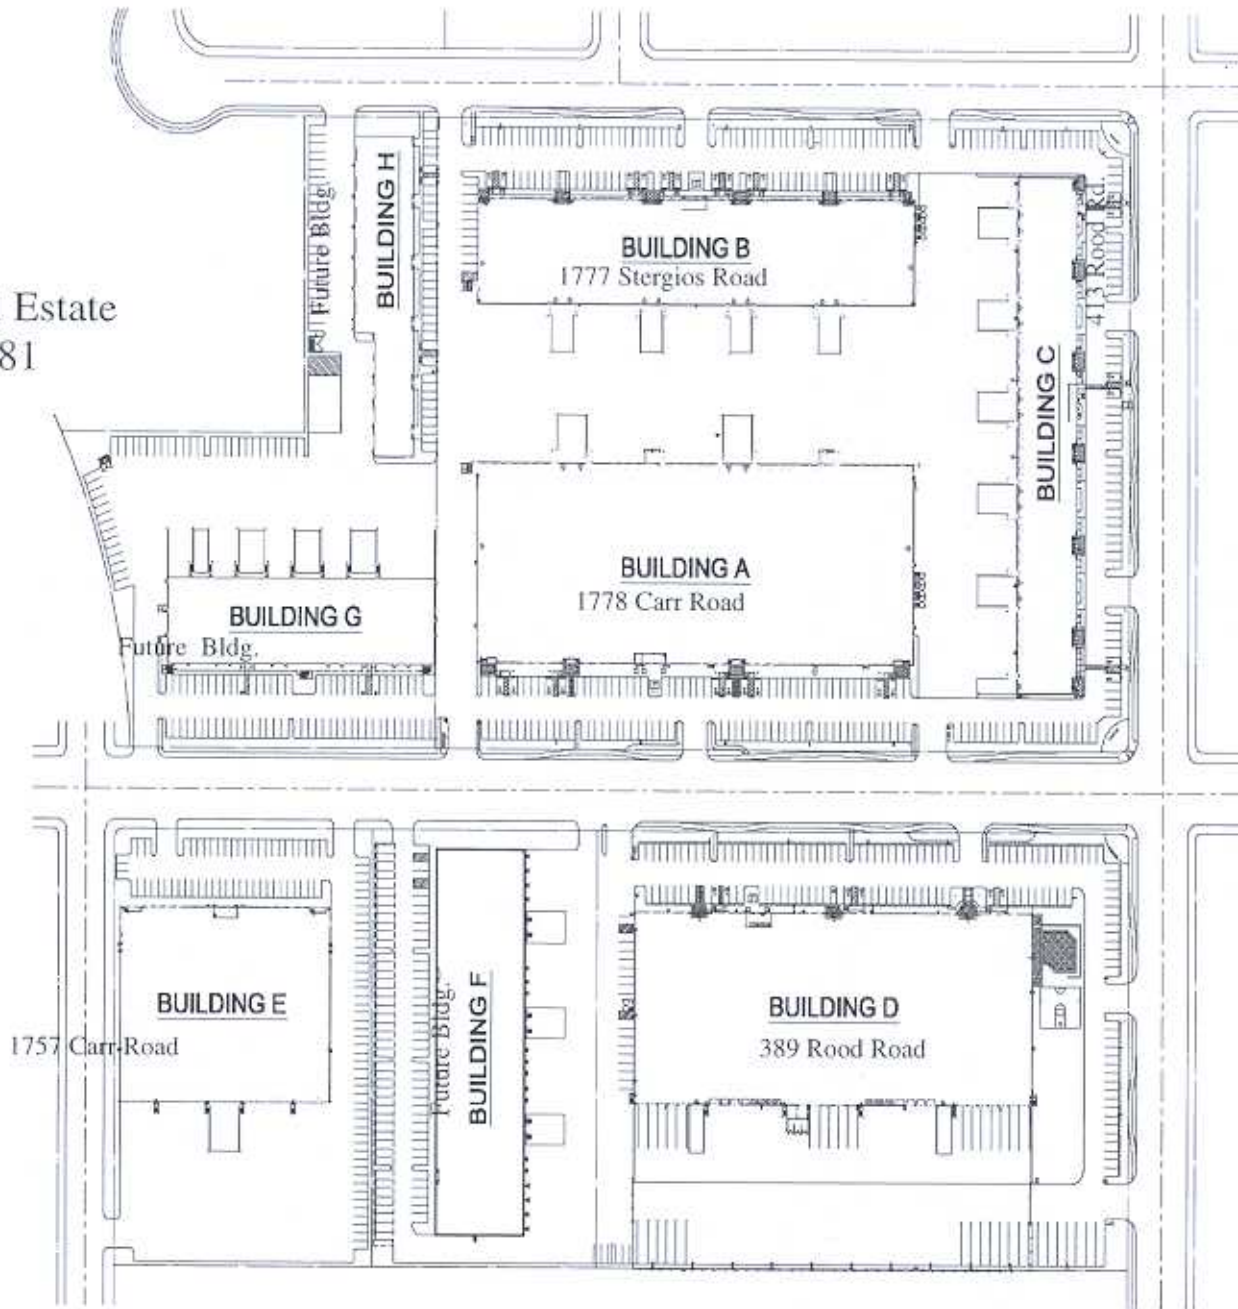 Estate
81
Future Bldg.
BUILDING H
BUILDING B
1777 Stergios Road
413 Rood Rd.
BUILDING C
BUILDING A
1778 Carr Road
BUILDING G
Future Bldg.
BUILDING E
1757 Carr Road
Future Bldg.
BUILDING F
BUILDING D
389 Rood Road